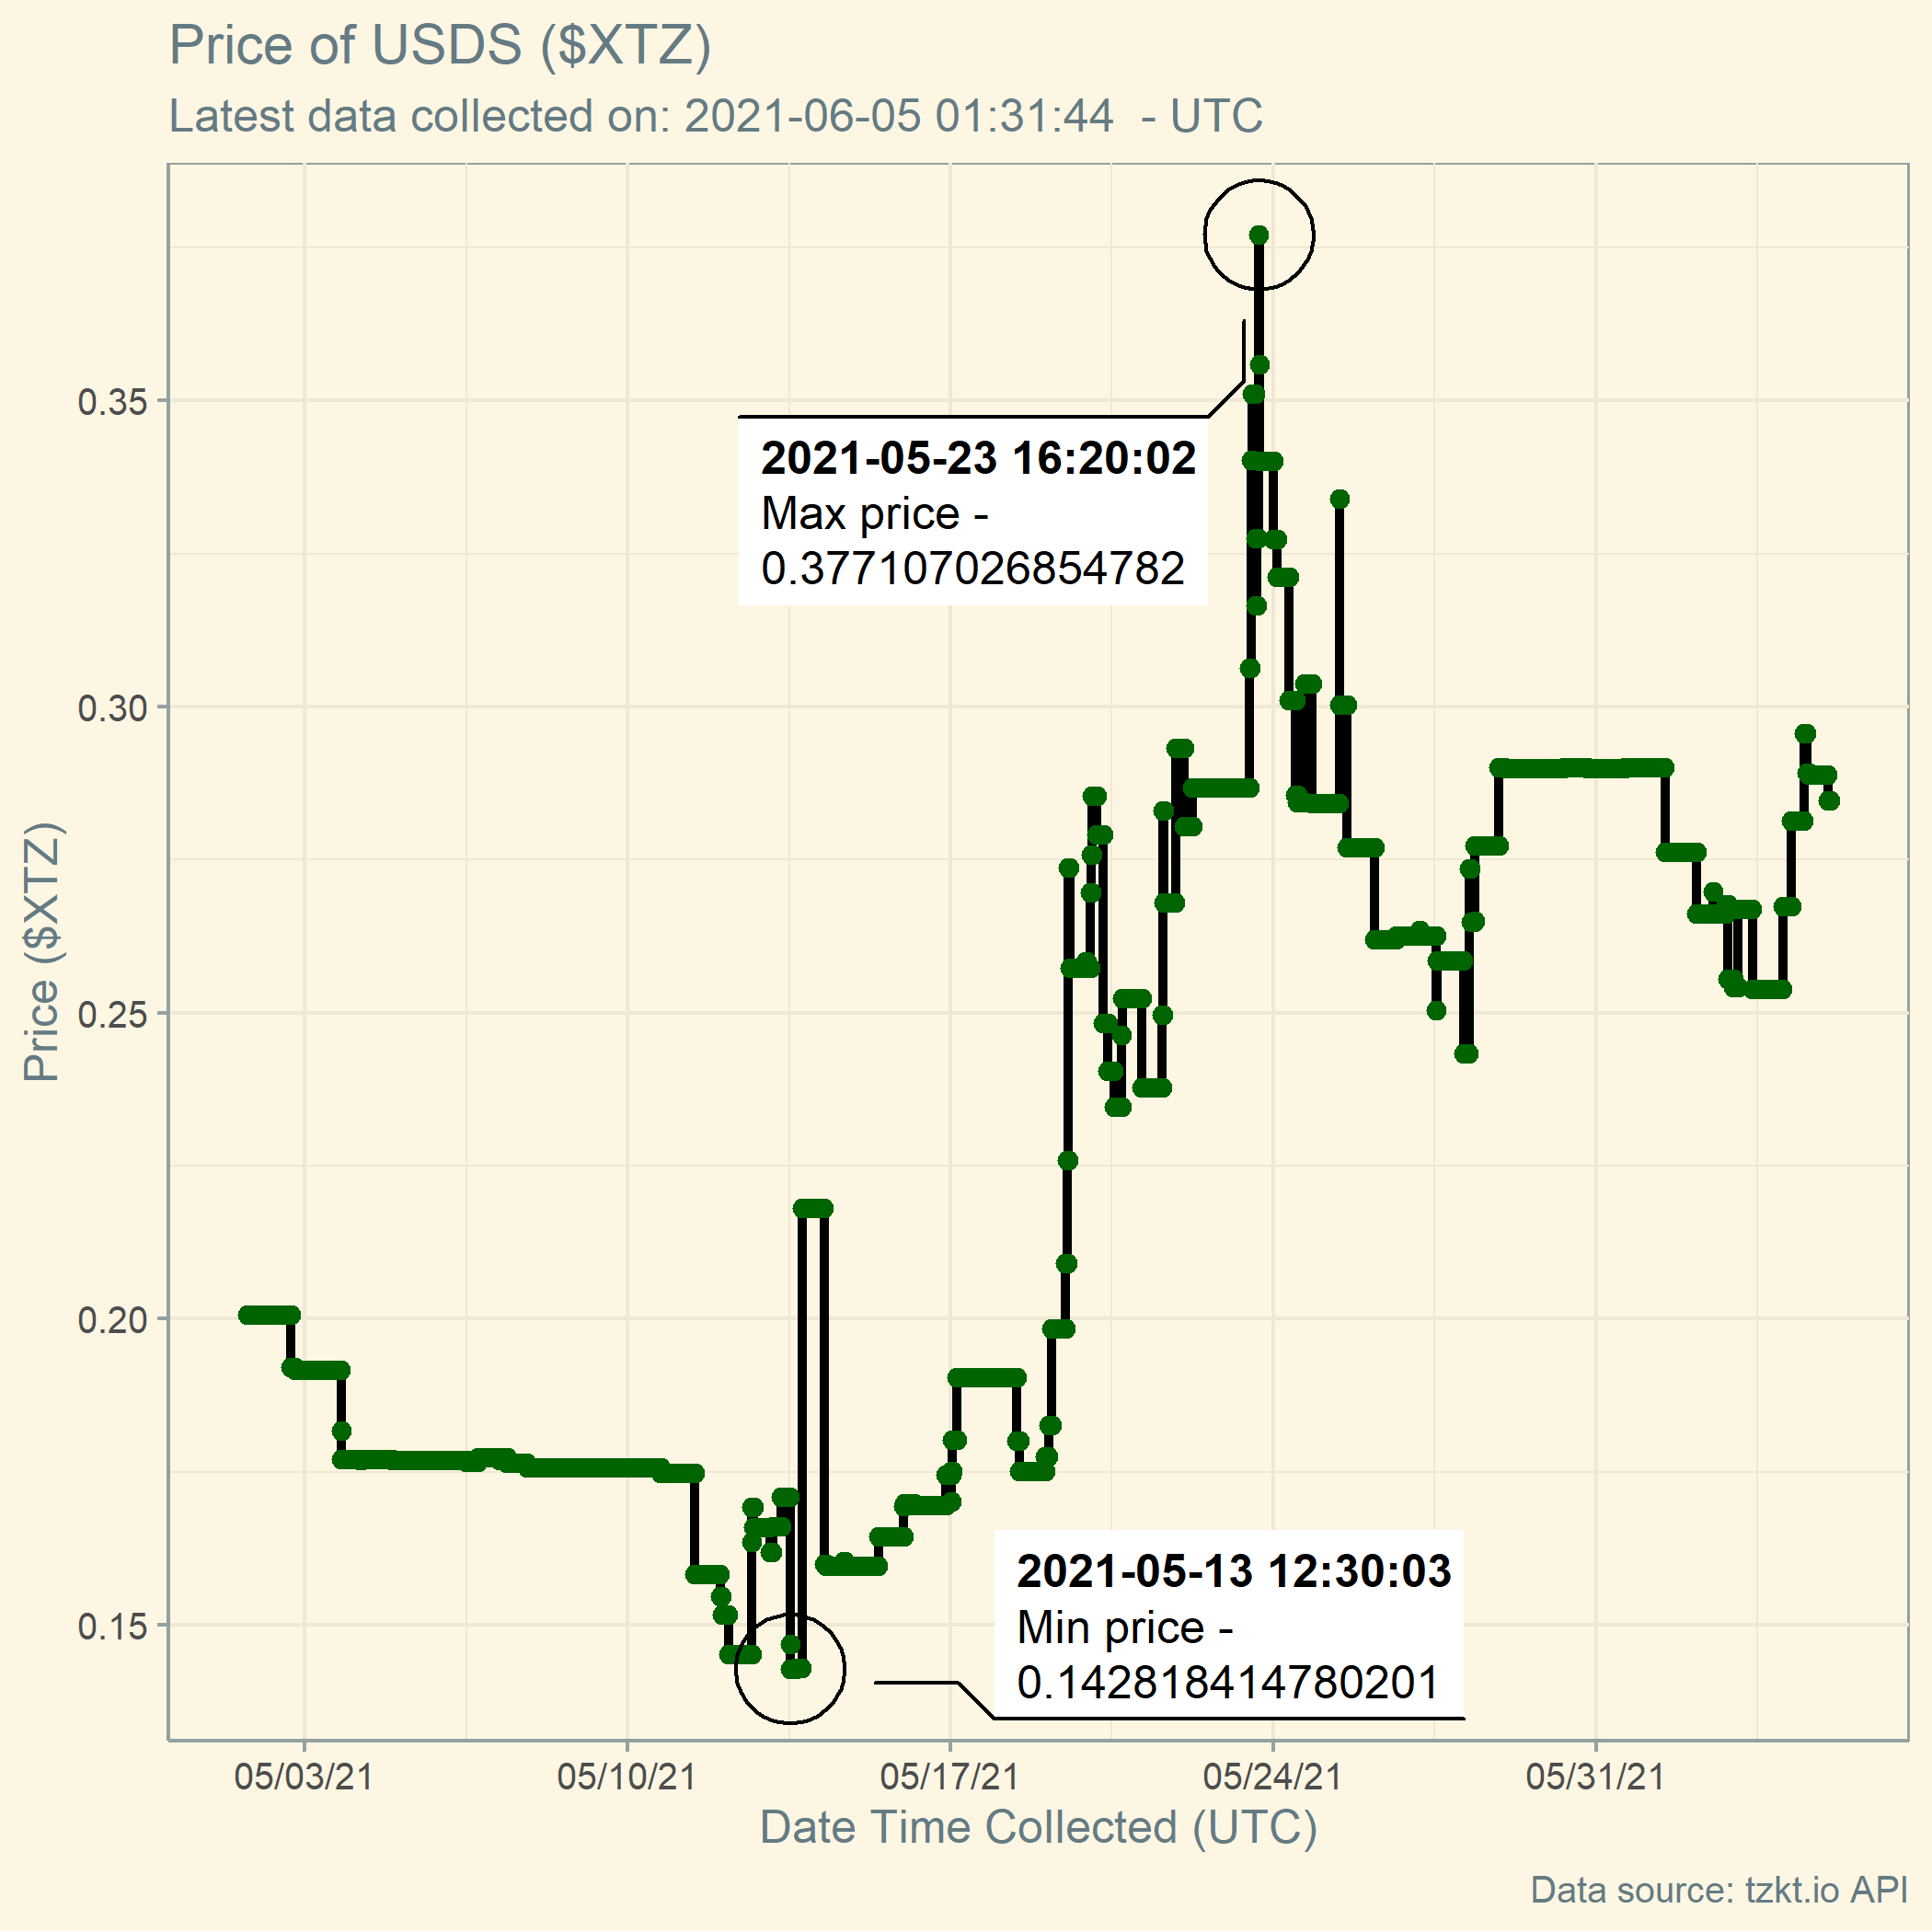 Price of USDS ($XTZ)
Latest data collected on: 2021-06-05 01:31:44  - UTC
Price ($XTZ)
0.35
0.30
0.25
0.20
0.15
2021-05-23 16:20:02
Max price -
0.377107026854782
2021-05-13 12:30:03
Min price -
0.142818414780201
05/03/21
05/10/21
05/17/21
05/24/21
05/31/21
Date Time Collected (UTC)
Data source: tzkt.io API